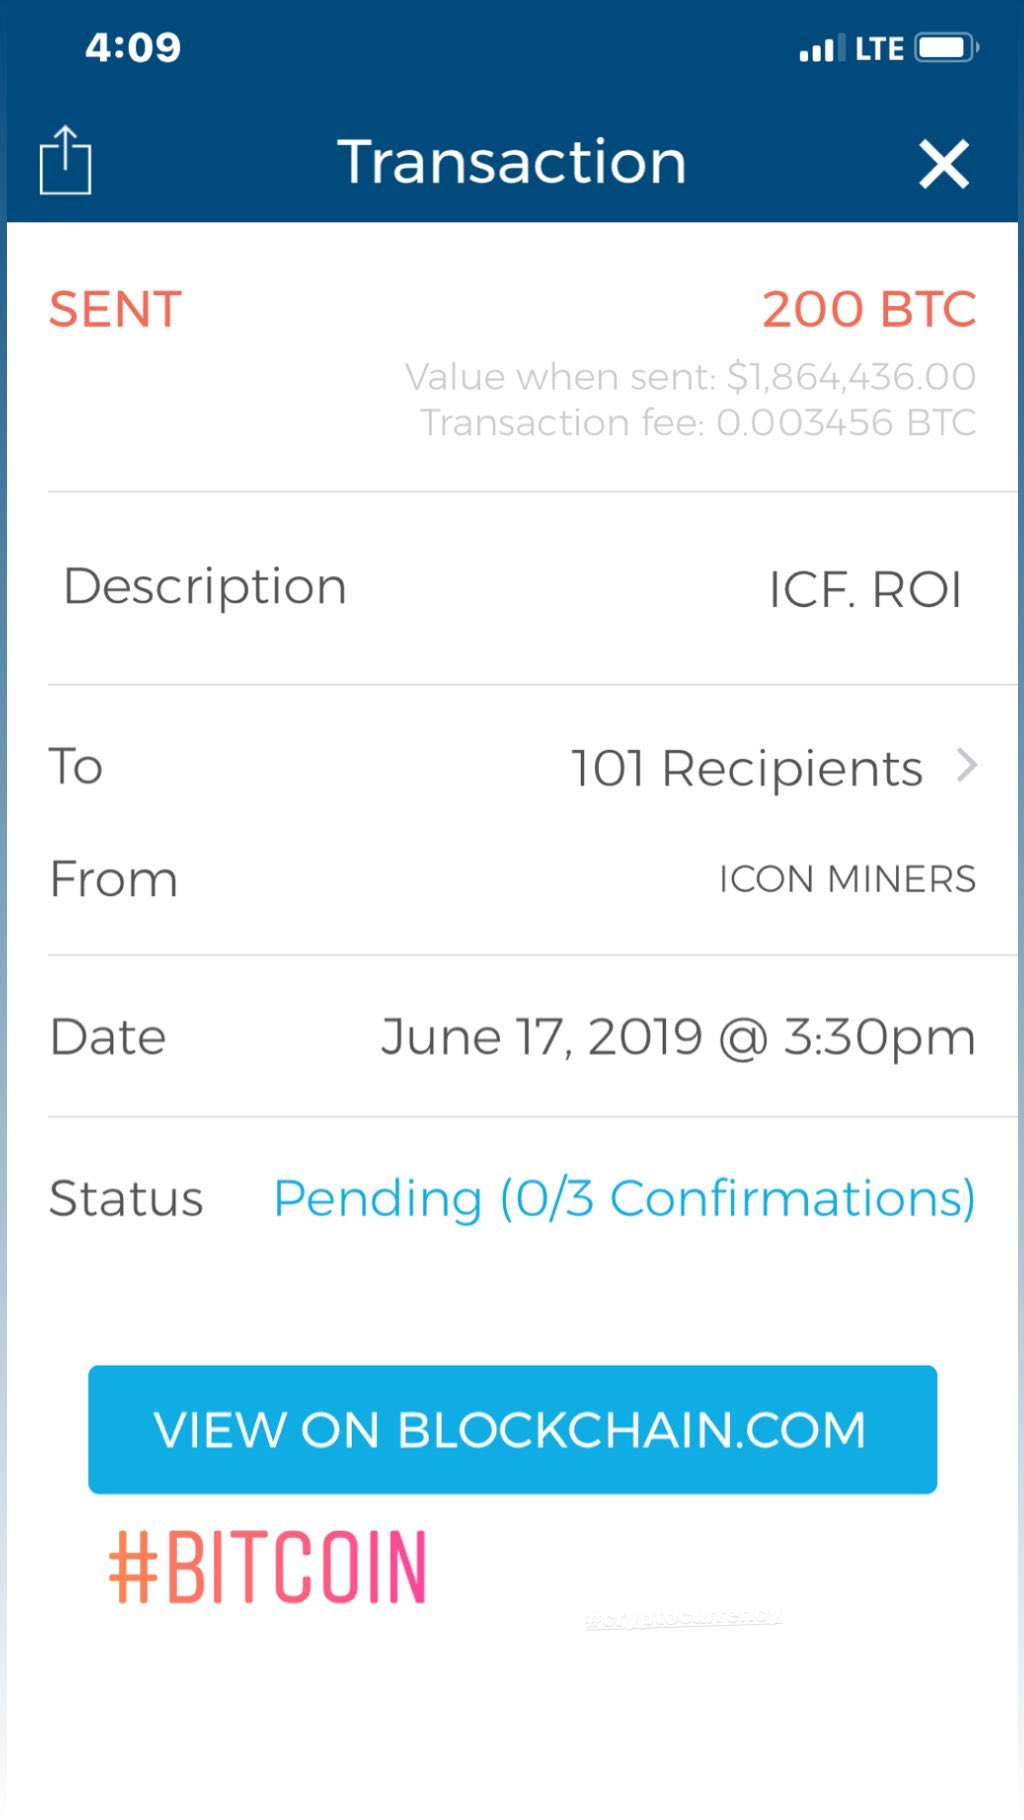 4:09 LTE
Transaction
SENT 200 BTC
Value when sent: $1,864,436.00
Transaction fee: 0.003456 BTC
Description ICF. ROI
To 101 Recipients
From ICON MINERS
Date June 17, 2019 @ 3:30pm
Status Pending (0/3 Confirmations)
VIEW ON BLOCKCHAIN.COM
#BITCOIN
#cryptocurrency